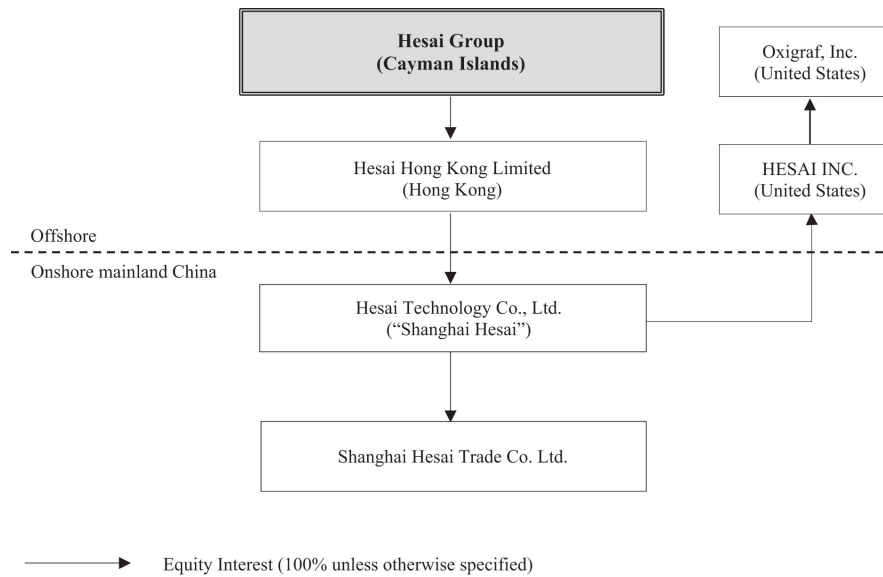 Hesai Group
(Cayman Islands)
Oxigraf, Inc.
(United States)
Hesai Hong Kong Limited
(Hong Kong)
HESAI INC.
(United States)
Offshore
Onshore mainland China
Hesai Technology Co., Ltd.
(“Shanghai Hesai”)
Shanghai Hesai Trade Co. Ltd.
Equity Interest (100% unless otherwise specified)